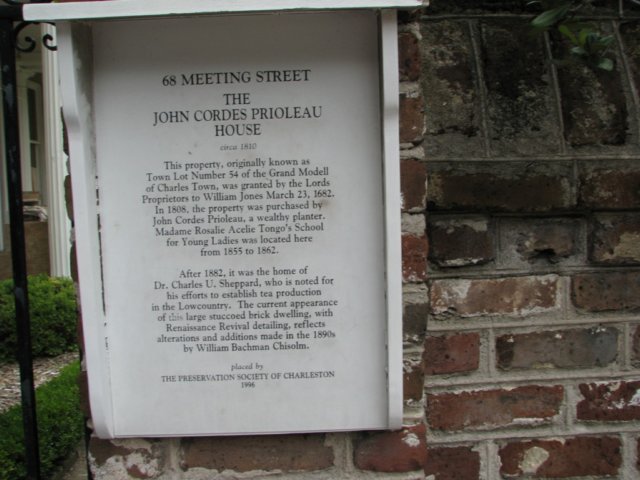 68 MEETING STREET
THE
JOHN CORDES PRIOLEAU
HOUSE
circa 1810
This property, originally known as
Town Lot Number 54 of the Grand Modell
of Charles Town, was granted by the Lords
Proprietors to William Jones March 23, 1682.
In 1808, the property was purchased by
John Cordes Prioleau, a wealthy planter.
Madame Rosalie Acelie Tongo's School
for Young Ladies was located here
from 1855 to 1862.
After 1882, it was the home of
Dr. Charles U. Sheppard, who is noted for
his efforts to establish tea production
in the Lowcountry. The current appearance
of this large stuccoed brick dwelling, with
Renaissance Revival detailing, reflects
alterations and additions made in the 1890s
by William Bachman Chisolm.
placed by
THE PRESERVATION SOCIETY OF CHARLESTON
1996